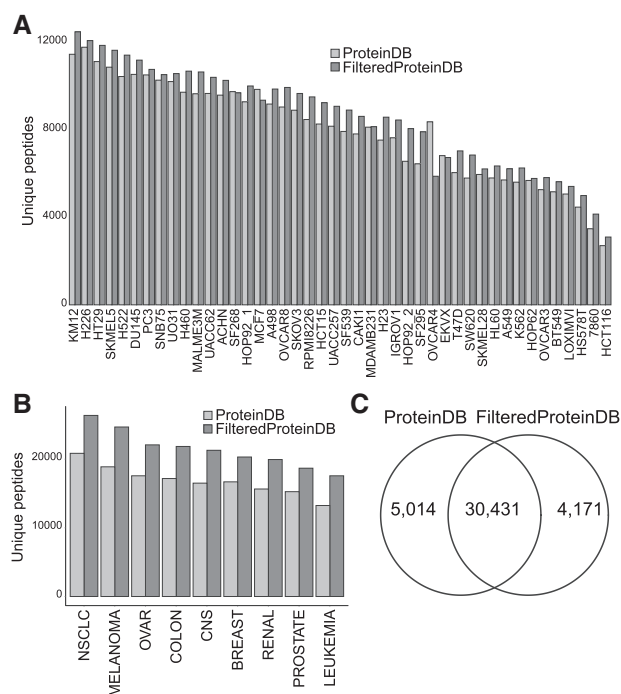 A
12000
8000
4000
0
Unique peptides
ProteinDB
FilteredProteinDB
KM12
H226
HT29
SKMEL5
H522
DU145
PC3
SNB75
UO31
H460
MALME3M
UACC62
ACHN
SF268
HOP92_1
MCF7
A498
OVCAR8
SKOV3
RPMI8226
HCT15
UACC257
SF539
CAKI1
MDAMB231
H23
IGROV1
HOP92_2
SF295
OVCAR4
EKVX
T47D
SW620
SKMEL28
HL60
A549
K562
HOP62
OVCAR3
BT549
LOXIMVI
HS578T
7860
HCT116
B
20000
10000
0
Unique peptides
ProteinDB
FilteredProteinDB
NSCLC
MELANOMA
OVAR
COLON
CNS
BREAST
RENAL
PROSTATE
LEUKEMIA
C
ProteinDB FilteredProteinDB
5,014 30,431 4,171